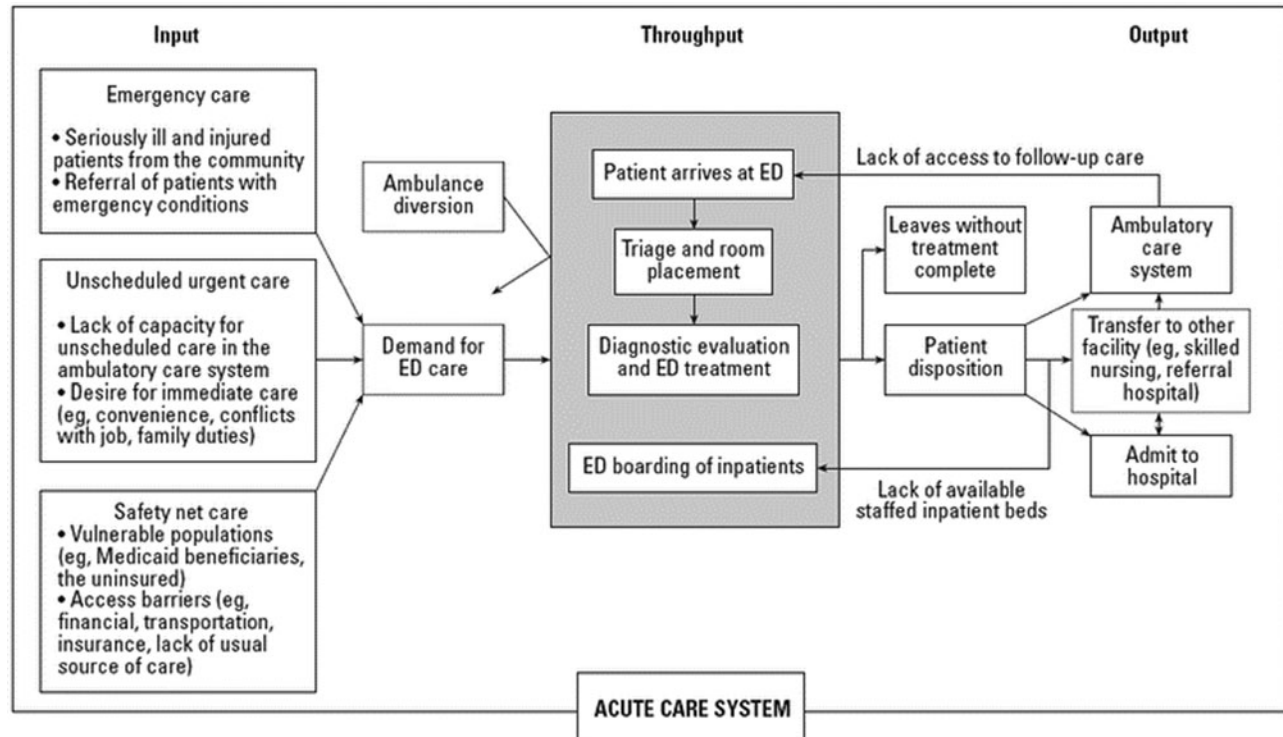 Input
Throughput
Output
Emergency care
• Seriously ill and injured
patients from the community
• Referral of patients with
emergency conditions
Unscheduled urgent care
• Lack of capacity for
unscheduled care in the
ambulatory care system
• Desire for immediate care
(eg, convenience, conflicts
with job, family duties)
Safety net care
• Vulnerable populations
(eg, Medicaid beneficiaries,
the uninsured)
• Access barriers (eg,
financial, transportation,
insurance, lack of usual
source of care)
Ambulance
diversion
Demand for
ED care
Patient arrives at ED
Triage and room
placement
Diagnostic evaluation
and ED treatment
ED boarding of inpatients
Lack of access to follow-up care
Leaves without
treatment
complete
Patient
disposition
Lack of available
staffed inpatient beds
Ambulatory
care
system
Transfer to other
facility (eg, skilled
nursing, referral
hospital)
Admit to
hospital
ACUTE CARE SYSTEM